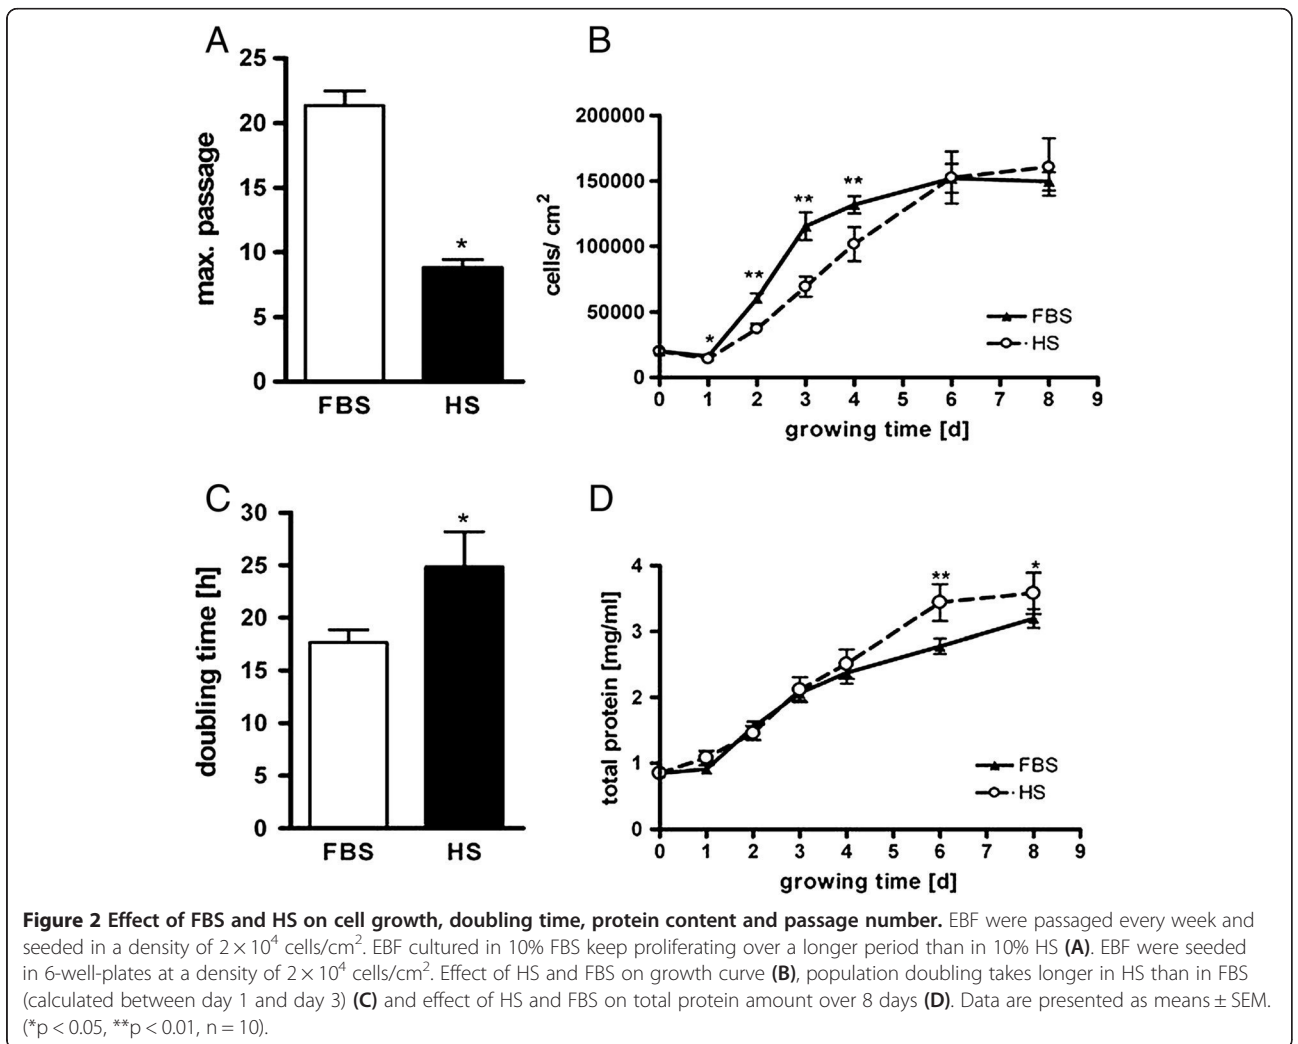 A
25
20
15
10
5
0
max. passage
*
FBS
HS
B
200000
150000
100000
50000
0
cells/ cm²
*
**
**
**
FBS
HS
0 1 2 3 4 5 6 7 8 9
growing time [d]
C
30
25
20
15
10
5
0
doubling time [h]
*
FBS
HS
D
4
3
2
1
0
total protein [mg/ml]
**
*
FBS
HS
0 1 2 3 4 5 6 7 8 9
growing time [d]
Figure 2 Effect of FBS and HS on cell growth, doubling time, protein content and passage number. EBF were passaged every week and
seeded in a density of 2 × 10⁴ cells/cm². EBF cultured in 10% FBS keep proliferating over a longer period than in 10% HS (A). EBF were seeded
in 6-well-plates at a density of 2 × 10⁴ cells/cm². Effect of HS and FBS on growth curve (B), population doubling takes longer in HS than in FBS
(calculated between day 1 and day 3) (C) and effect of HS and FBS on total protein amount over 8 days (D). Data are presented as means ± SEM.
(*p < 0.05, **p < 0.01, n = 10).